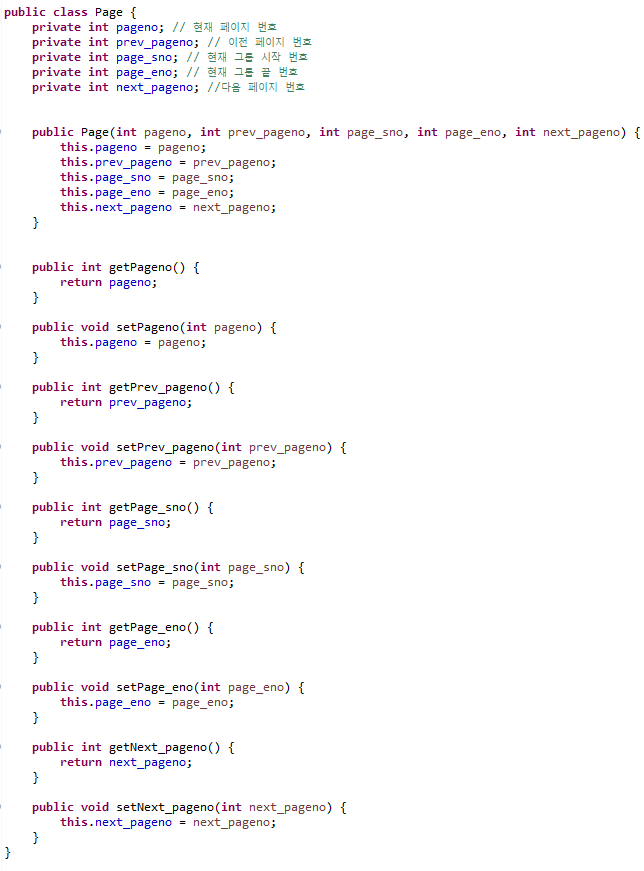 public class Page {
private int pageno; // 현재 페이지 번호
private int prev_pageno; // 이전 페이지 번호
private int page_sno; // 현재 그룹 시작 번호
private int page_eno; // 현재 그룹 끝 번호
private int next_pageno; //다음 페이지 번호
public Page(int pageno, int prev_pageno, int page_sno, int page_eno, int next_pageno) {
this.pageno = pageno;
this.prev_pageno = prev_pageno;
this.page_sno = page_sno;
this.page_eno = page_eno;
this.next_pageno = next_pageno;
}
public int getPageno() {
return pageno;
}
public void setPageno(int pageno) {
this.pageno = pageno;
}
public int getPrev_pageno() {
return prev_pageno;
}
public void setPrev_pageno(int prev_pageno) {
this.prev_pageno = prev_pageno;
}
public int getPage_sno() {
return page_sno;
}
public void setPage_sno(int page_sno) {
this.page_sno = page_sno;
}
public int getPage_eno() {
return page_eno;
}
public void setPage_eno(int page_eno) {
this.page_eno = page_eno;
}
public int getNext_pageno() {
return next_pageno;
}
public void setNext_pageno(int next_pageno) {
this.next_pageno = next_pageno;
}
}